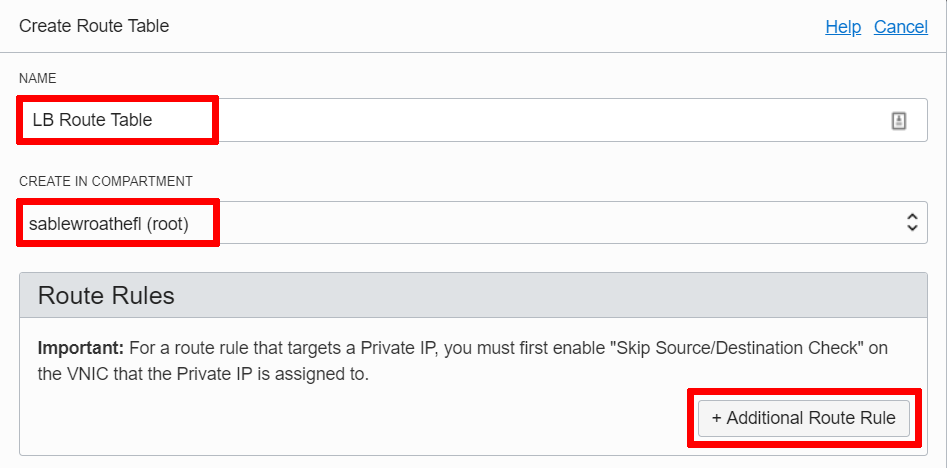 Create Route Table
Help Cancel
NAME
LB Route Table
CREATE IN COMPARTMENT
sablewroathefl (root)
Route Rules
Important: For a route rule that targets a Private IP, you must first enable "Skip Source/Destination Check" on
the VNIC that the Private IP is assigned to.
+ Additional Route Rule